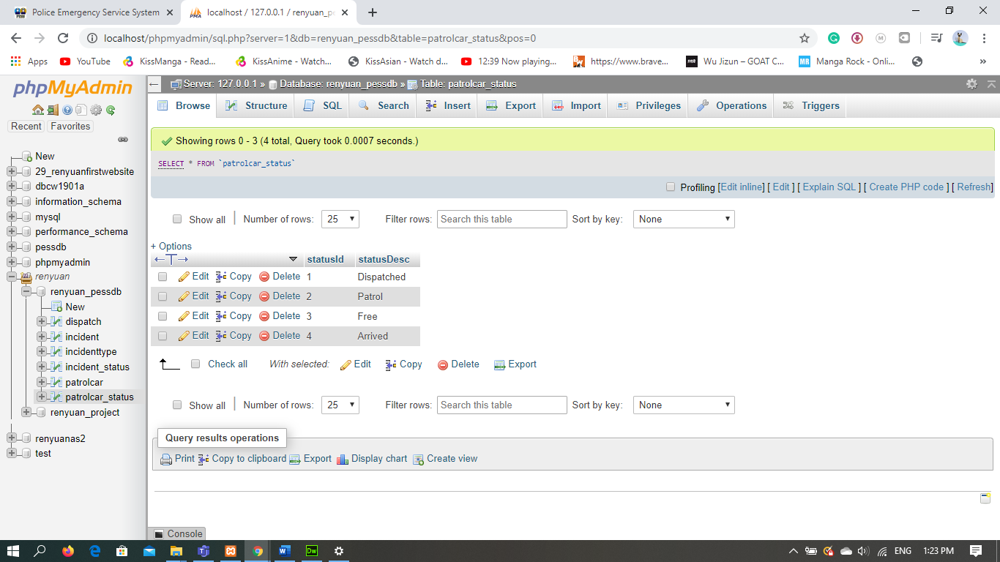 Police Emergency Service System
localhost / 127.0.0.1 / renyuan_pe
localhost/phpmyadmin/sql.php?server=1&db=renyuan_pessdb&table=patrolcar_status&pos=0
Apps YouTube KissManga - Read... KissAnime - Watch... KissAsian - Watch d... 12:39 Now playing... https://www.brave... Wu Jizun – GOAT C... Manga Rock - Onli... »
phpMyAdmin
Recent Favorites
New
29_renyuanfirstwebsite
dbcw1901a
information_schema
mysql
performance_schema
pessdb
phpmyadmin
renyuan
renyuan_pessdb
New
dispatch
incident
incidenttype
incident_status
patrolcar
patrolcar_status
renyuan_project
renyuanas2
test
Server: 127.0.0.1 » Database: renyuan_pessdb » Table: patrolcar_status
Browse Structure SQL Search Insert Export Import Privileges Operations Triggers
Showing rows 0 - 3 (4 total, Query took 0.0007 seconds.)
SELECT * FROM `patrolcar_status`
Profiling [Edit inline] [ Edit ] [ Explain SQL ] [ Create PHP code ] [ Refresh]
Show all | Number of rows: 25 Filter rows: Search this table Sort by key: None
+ Options
←T→ statusId statusDesc
Edit Copy Delete 1 Dispatched
Edit Copy Delete 2 Patrol
Edit Copy Delete 3 Free
Edit Copy Delete 4 Arrived
Check all With selected: Edit Copy Delete Export
Show all | Number of rows: 25 Filter rows: Search this table Sort by key: None
Query results operations
Print Copy to clipboard Export Display chart Create view
Console
ENG 1:23 PM